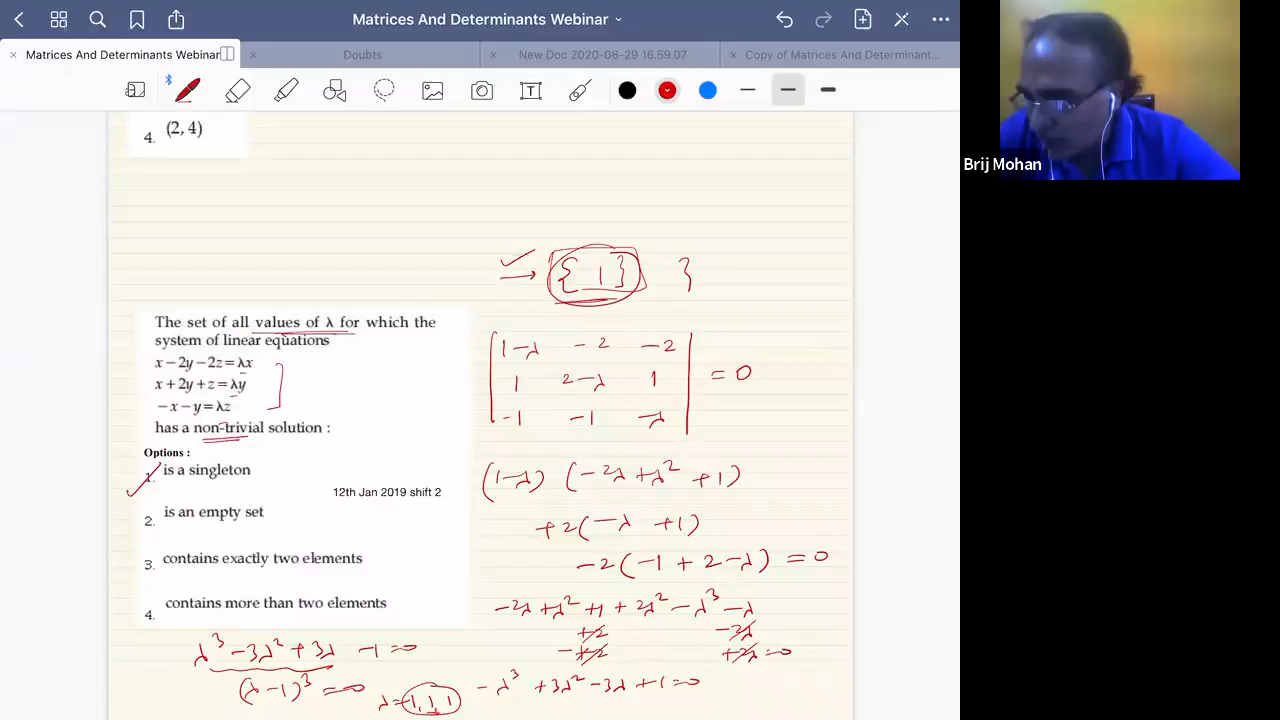 Matrices And Determinants Webinar
Matrices And Determinants Webinar
Doubts
New Doc 2020-06-29 16.59.07
Copy of Matrices And Determinant...
Brij Mohan
4. (2, 4)
{ 1 } }
The set of all values of λ for which the
system of linear equations
x − 2y − 2z = λx
x + 2y + z = λy
−x − y = λz
has a non-trivial solution :
Options :
1. is a singleton
12th Jan 2019 shift 2
2. is an empty set
3. contains exactly two elements
4. contains more than two elements
1−λ −2 −2
1 2−λ 1 = 0
-1 -1 -λ
(1−λ) (−2λ + λ² + 1)
+2(−λ + 1)
−2(−1 + 2 − λ) = 0
−2λ + λ² + 1 + 2λ² − λ³ − λ
+2 −2λ
−+2 +2λ = 0
−λ³ + 3λ² − 3λ + 1 = 0
λ³ − 3λ² + 3λ − 1 = 0
(λ − 1)³ = 0
λ = 1, 1, 1